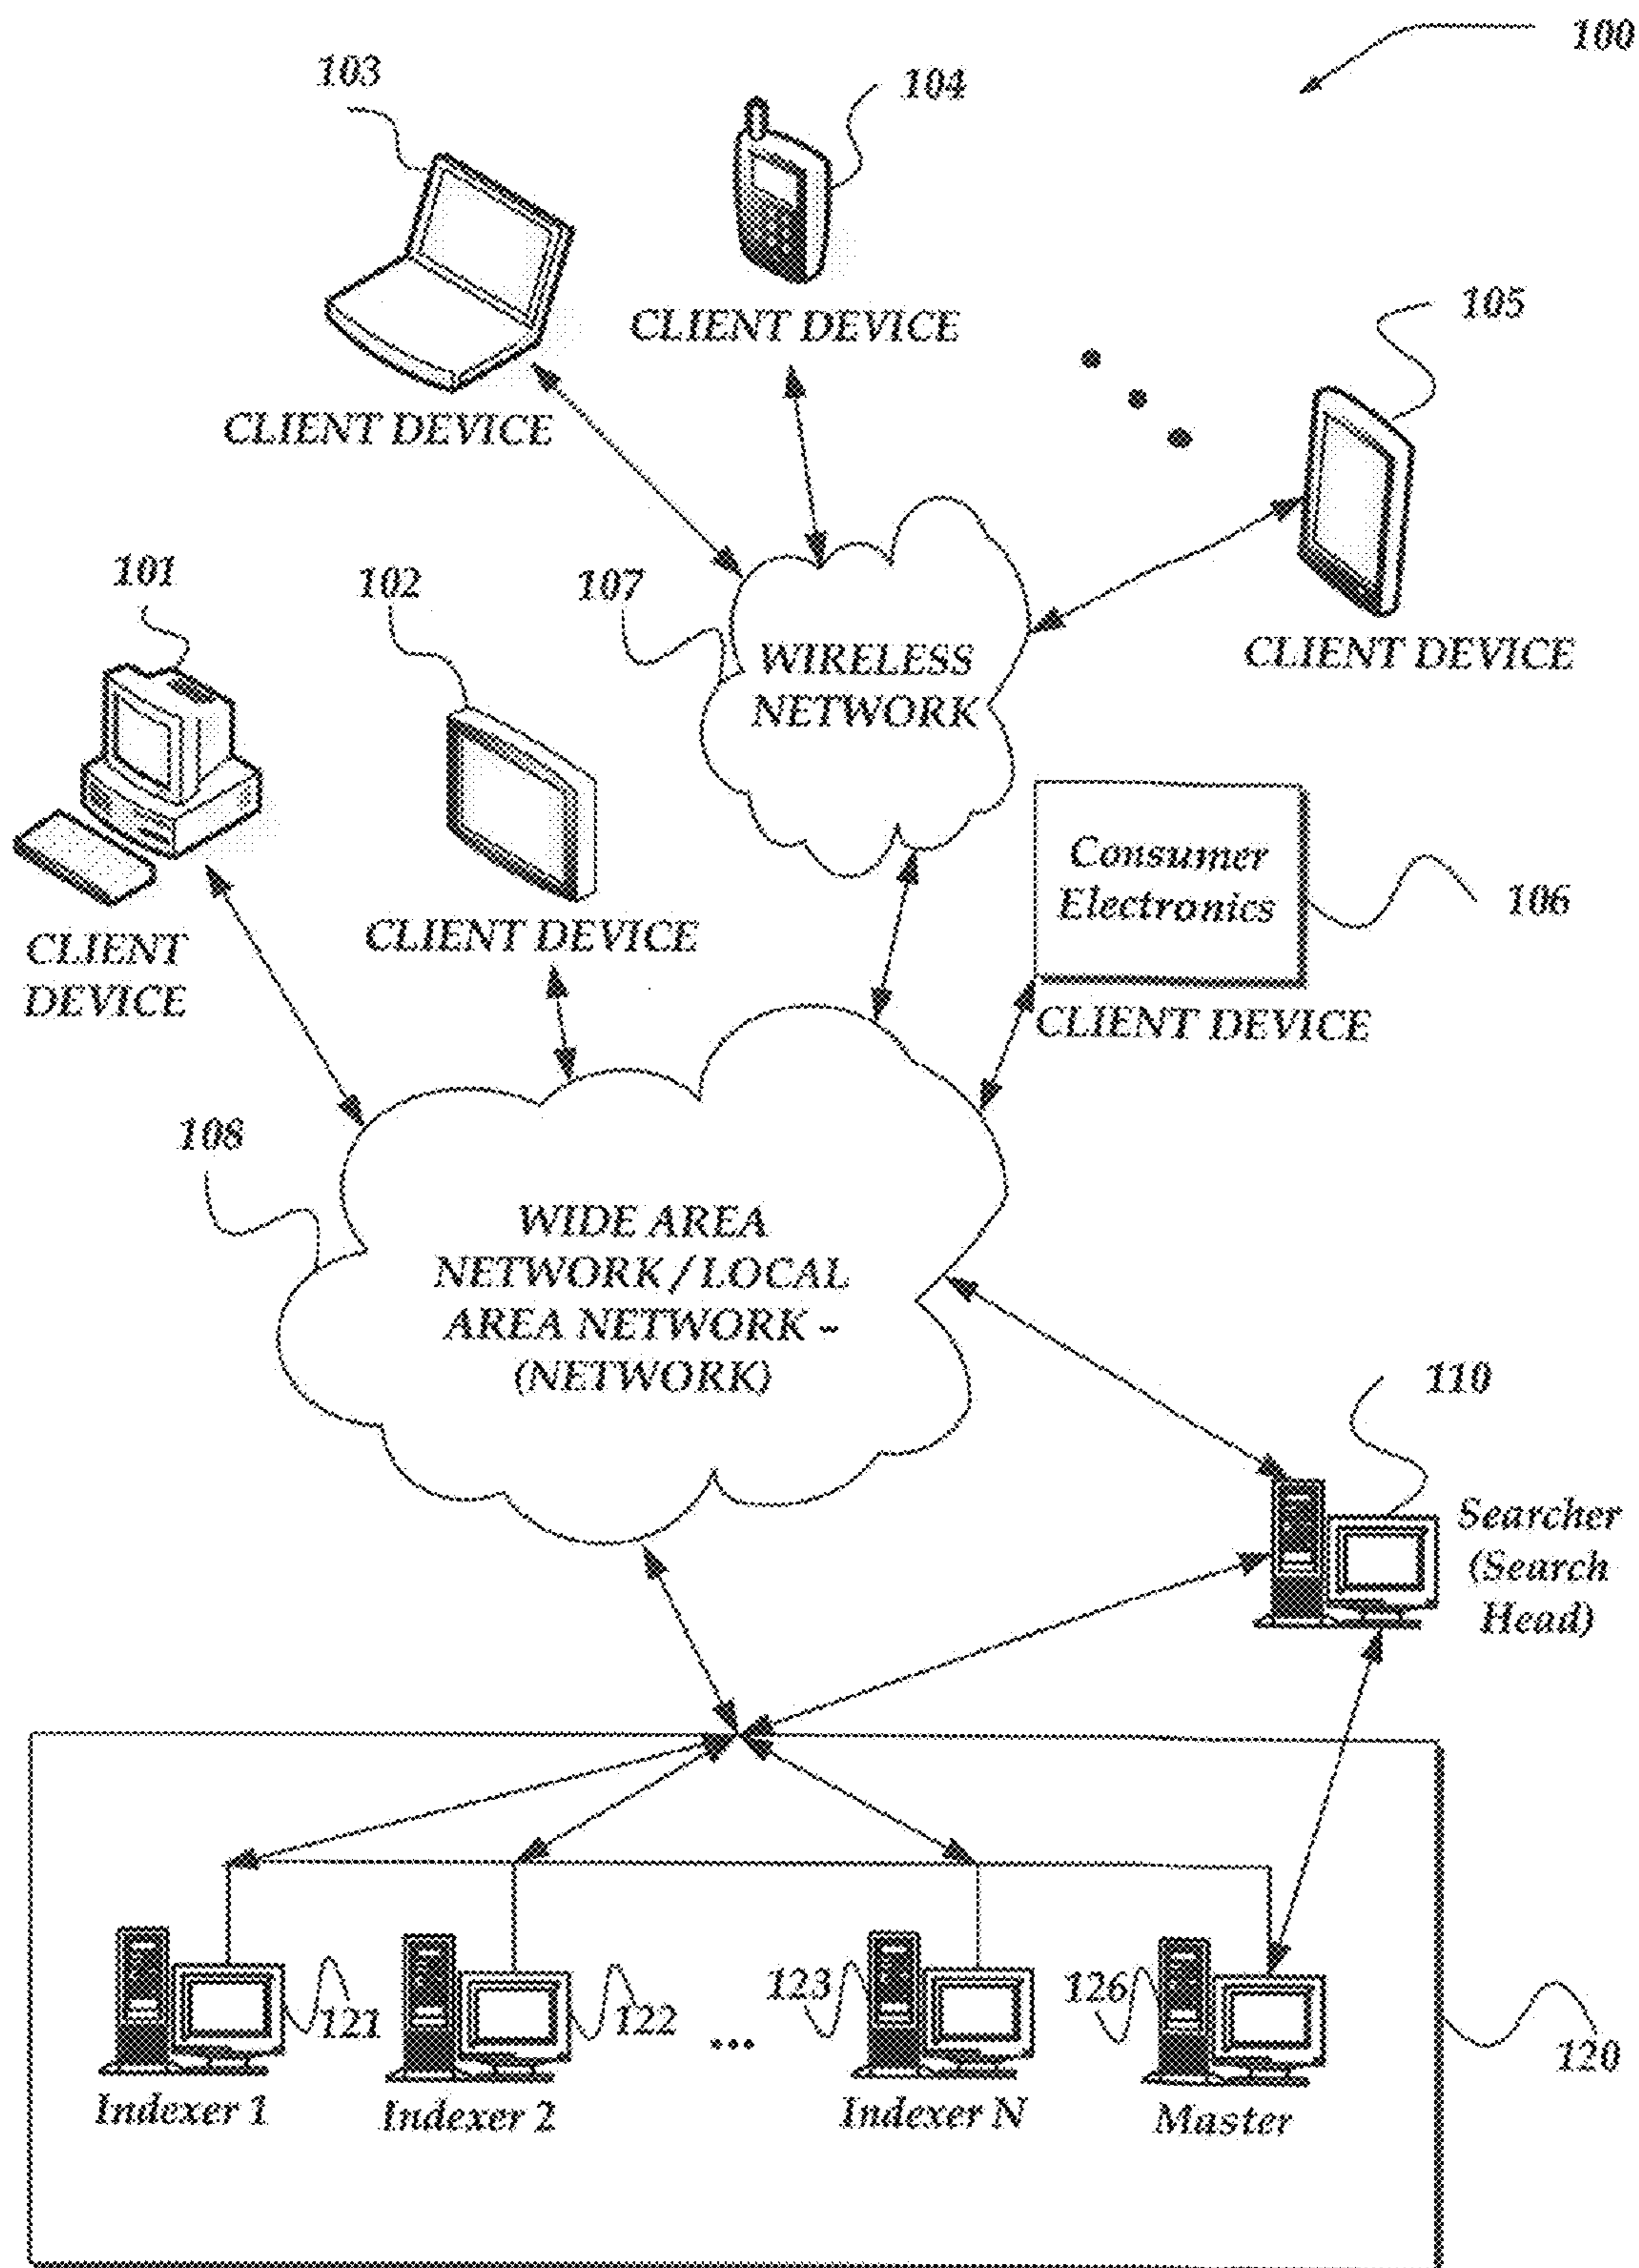 100
103
104
CLIENT DEVICE
105
CLIENT DEVICE
101
102
107
WIRELESS
NETWORK
CLIENT DEVICE
Consumer
Electronics
106
CLIENT
DEVICE
CLIENT DEVICE
CLIENT DEVICE
108
WIDE AREA
NETWORK / LOCAL
AREA NETWORK –
(NETWORK)
110
Searcher
(Search
Head)
121
122
...
123
126
120
Indexer 1
Indexer 2
Indexer N
Master